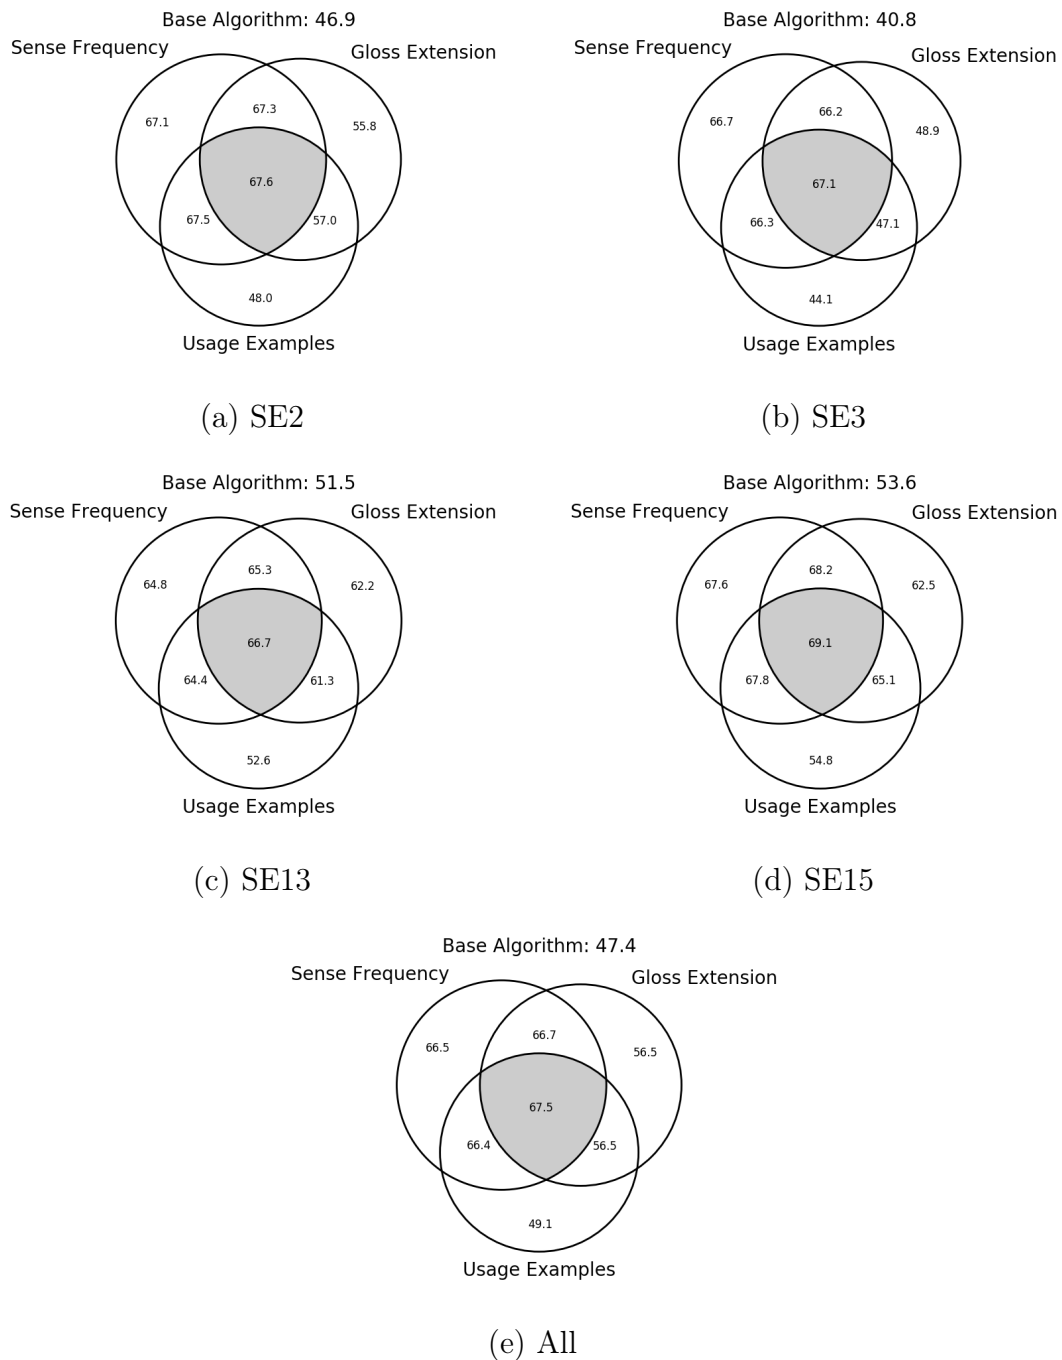 Base Algorithm: 46.9
Sense Frequency
Gloss Extension
67.3
67.1
55.8
67.6
67.5
57.0
48.0
Usage Examples
(a) SE2
Base Algorithm: 40.8
Sense Frequency
Gloss Extension
66.2
66.7
48.9
67.1
66.3
47.1
44.1
Usage Examples
(b) SE3
Base Algorithm: 51.5
Sense Frequency
Gloss Extension
65.3
64.8
62.2
66.7
64.4
61.3
52.6
Usage Examples
(c) SE13
Base Algorithm: 53.6
Sense Frequency
Gloss Extension
68.2
67.6
62.5
69.1
67.8
65.1
54.8
Usage Examples
(d) SE15
Base Algorithm: 47.4
Sense Frequency
Gloss Extension
66.7
66.5
56.5
67.5
66.4
56.5
49.1
Usage Examples
(e) All